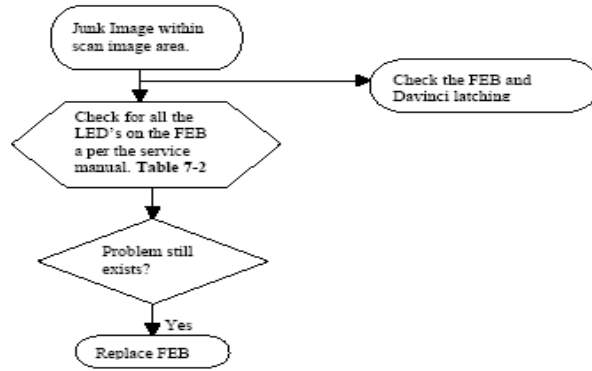 Junk Image within
scan image area.
Check the FEB and
Davinci latching
Check for all the
LED's on the FEB
a per the service
manual. Table 7-2
Problem still
exists?
Yes
Replace FEB